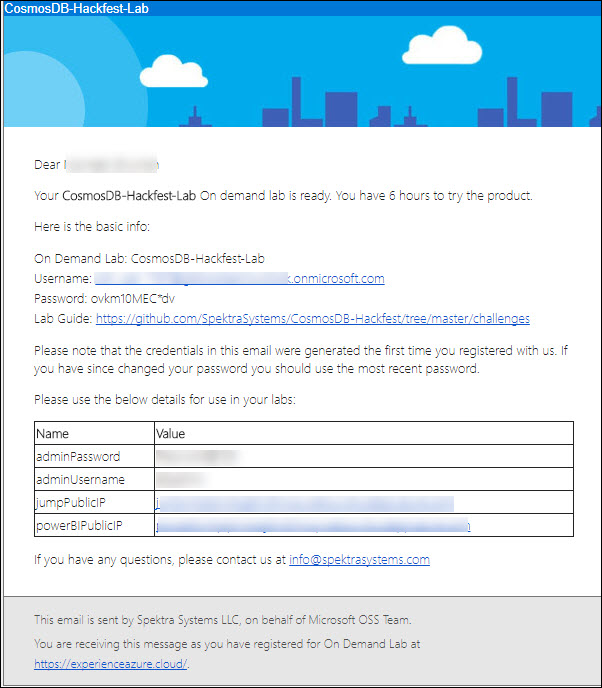 CosmosDB-Hackfest-Lab
Dear
Your CosmosDB-Hackfest-Lab On demand lab is ready. You have 6 hours to try the product.
Here is the basic info:
On Demand Lab: CosmosDB-Hackfest-Lab
Username: k.onmicrosoft.com
Password: ovkm10MEC*dv
Lab Guide: https://github.com/SpektraSystems/CosmosDB-Hackfest/tree/master/challenges
Please note that the credentials in this email were generated the first time you registered with us. If
you have since changed your password you should use the most recent password.
Please use the below details for use in your labs:
Name Value
adminPassword
adminUsername
jumpPublicIP
powerBIPublicIP
If you have any questions, please contact us at info@spektrasystems.com
This email is sent by Spektra Systems LLC, on behalf of Microsoft OSS Team.
You are receiving this message as you have registered for On Demand Lab at
https://experienceazure.cloud/.